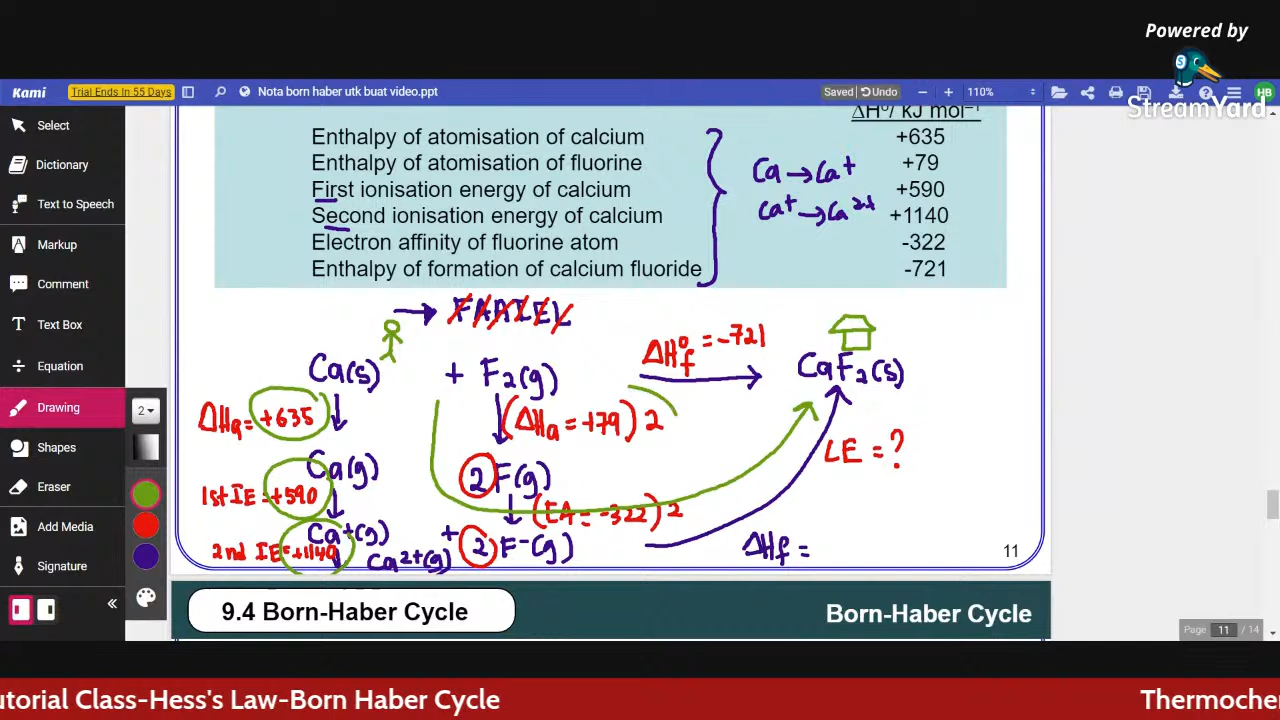 Powered by
StreamYard
Kami
Trial Ends In 55 Days
Nota born haber utk buat video.ppt
Saved
Undo
110%
HB
Select
Dictionary
Text to Speech
Markup
Comment
Text Box
Equation
Drawing
2
Shapes
Eraser
Add Media
Signature
ΔHº/ kJ mol⁻¹
Enthalpy of atomisation of calcium +635
Enthalpy of atomisation of fluorine +79
First ionisation energy of calcium +590
Second ionisation energy of calcium +1140
Electron affinity of fluorine atom -322
Enthalpy of formation of calcium fluoride -721
Ca → Ca⁺
Ca⁺ → Ca²⁺
→ FAAIEL
Ca(s) + F₂(g) → CaF₂(s)
ΔHºf = -721
ΔHa = +635
(ΔHa = +79) 2
Ca(g)
2 F(g)
LE = ?
1st IE = +590
(EA = -322) 2
Ca⁺(g)
2nd IE = +1140
Ca²⁺(g) + 2 F⁻(g)
ΔHf =
11
9.4 Born-Haber Cycle
Born-Haber Cycle
Page 11 / 14
utorial Class-Hess's Law-Born Haber Cycle
Thermocher